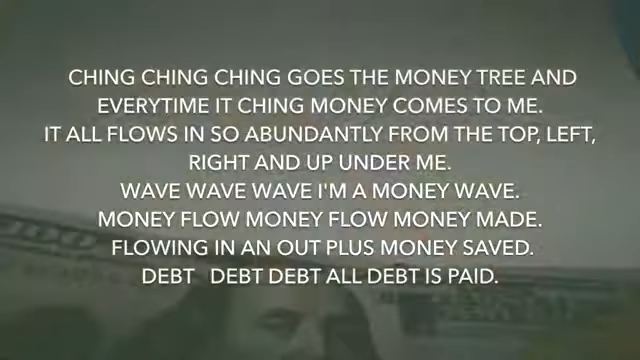 CHING CHING CHING GOES THE MONEY TREE AND
EVERYTIME IT CHING MONEY COMES TO ME.
IT ALL FLOWS IN SO ABUNDANTLY FROM THE TOP, LEFT,
RIGHT AND UP UNDER ME.
WAVE WAVE WAVE I'M A MONEY WAVE.
MONEY FLOW MONEY FLOW MONEY MADE.
FLOWING IN AN OUT PLUS MONEY SAVED.
DEBT DEBT DEBT ALL DEBT IS PAID.
100